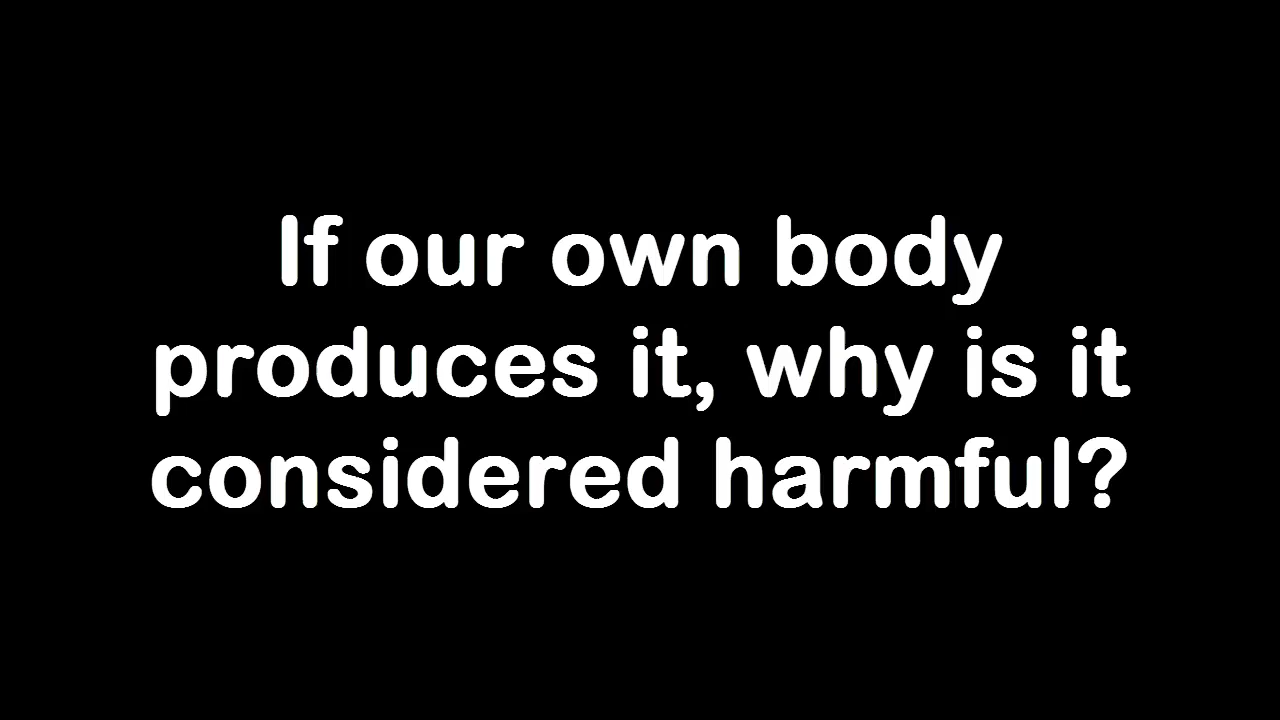 If our own body
produces it, why is it
considered harmful?